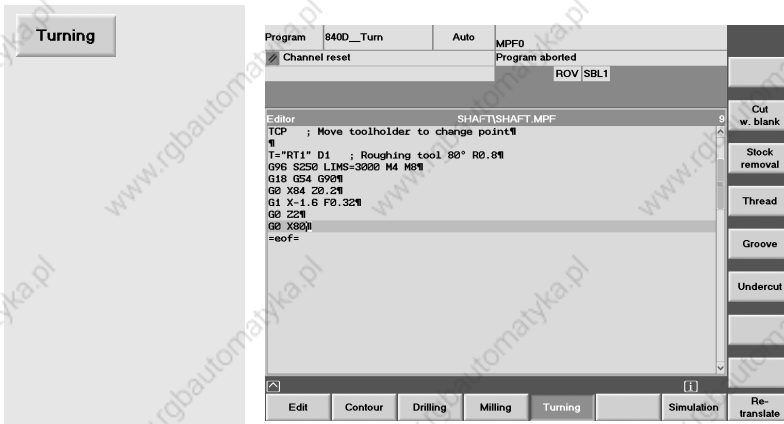 Turning
Program 840D__Turn Auto MPF0
Channel reset Program aborted
ROV SBL1
Editor SHAFT\SHAFT.MPF 9
TCP ; Move toolholder to change point¶
¶
T="RT1" D1 ; Roughing tool 80° R0.8¶
G96 S250 LIMS=3000 M4 M8¶
G18 G54 G90¶
G0 X84 Z0.2¶
G1 X-1.6 F0.32¶
G0 Z2¶
G0 X80¶
=eof=
Cut
w. blank
Stock
removal
Thread
Groove
Undercut
i
Edit Contour Drilling Milling Turning Simulation
Re-
translate
www.rgbautomatyka.pl